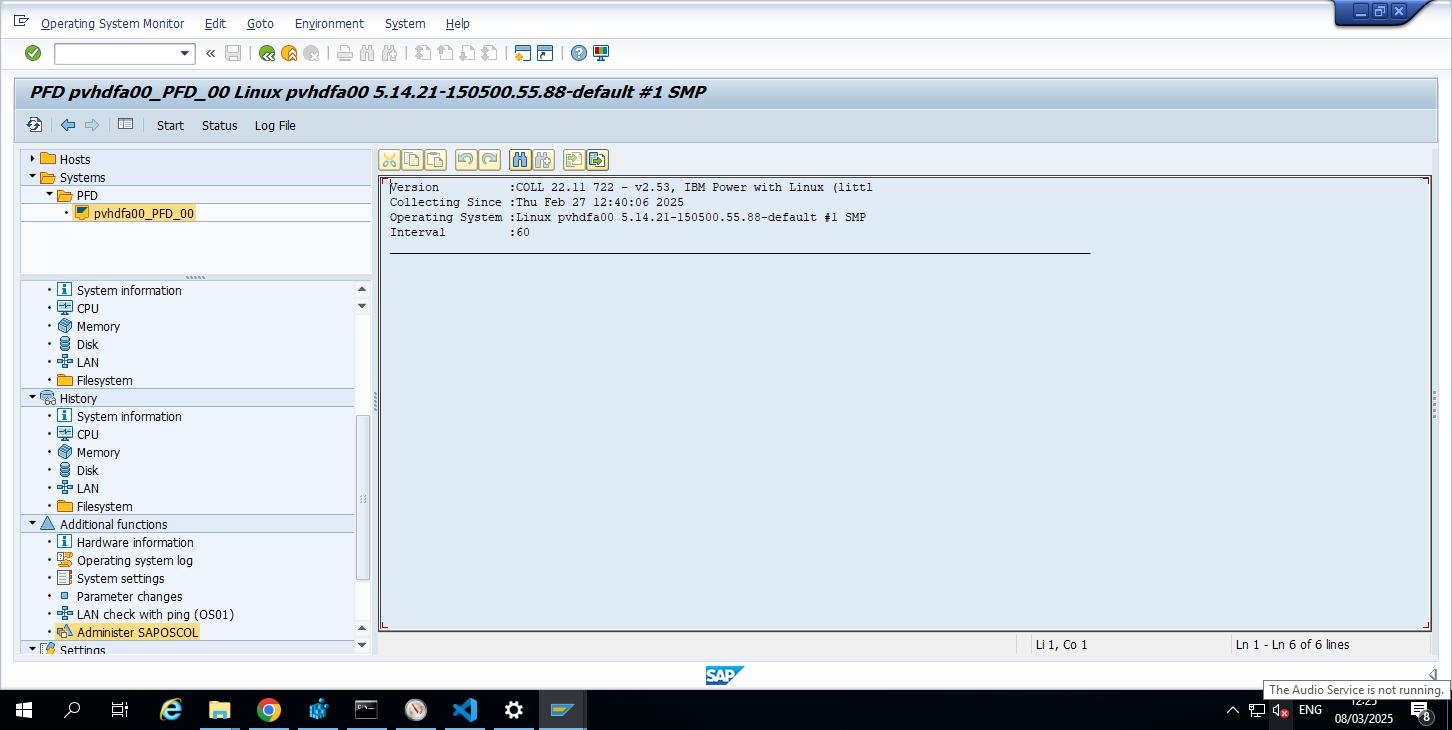 Operating System Monitor Edit Goto Environment System Help
PFD pvhdfa00_PFD_00 Linux pvhdfa00 5.14.21-150500.55.88-default #1 SMP
Start Status Log File
Hosts
Systems
PFD
pvhdfa00_PFD_00
System information
CPU
Memory
Disk
LAN
Filesystem
History
System information
CPU
Memory
Disk
LAN
Filesystem
Additional functions
Hardware information
Operating system log
System settings
Parameter changes
LAN check with ping (OS01)
Administer SAPOSCOL
Settings
Version :COLL 22.11 722 - v2.53, IBM Power with Linux (littl
Collecting Since :Thu Feb 27 12:40:06 2025
Operating System :Linux pvhdfa00 5.14.21-150500.55.88-default #1 SMP
Interval :60
Li 1, Co 1 Ln 1 - Ln 6 of 6 lines
SAP
The Audio Service is not running.
ENG
12:25
08/03/2025
8